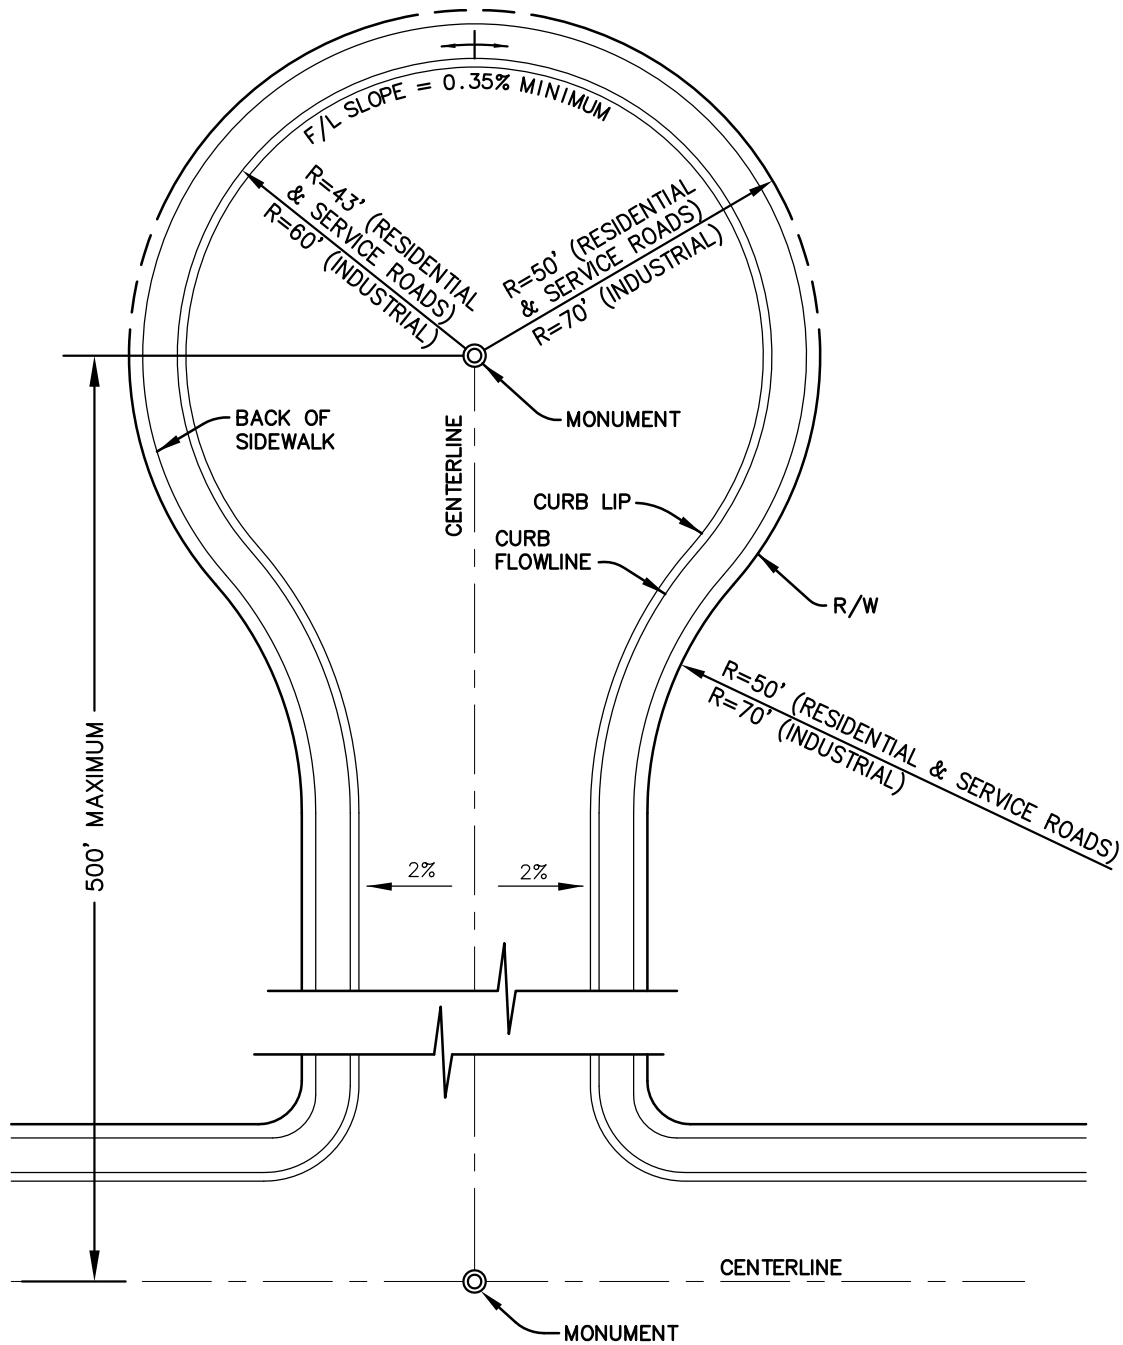 F/L SLOPE = 0.35% MINIMUM
R=43' (RESIDENTIAL
& SERVICE ROADS)
R=60' (INDUSTRIAL)
R=50' (RESIDENTIAL
& SERVICE ROADS)
R=70' (INDUSTRIAL)
MONUMENT
BACK OF
SIDEWALK
CENTERLINE
CURB LIP
CURB
FLOWLINE
R/W
R=50' (RESIDENTIAL & SERVICE ROADS)
R=70' (INDUSTRIAL)
500' MAXIMUM
2%
2%
CENTERLINE
MONUMENT